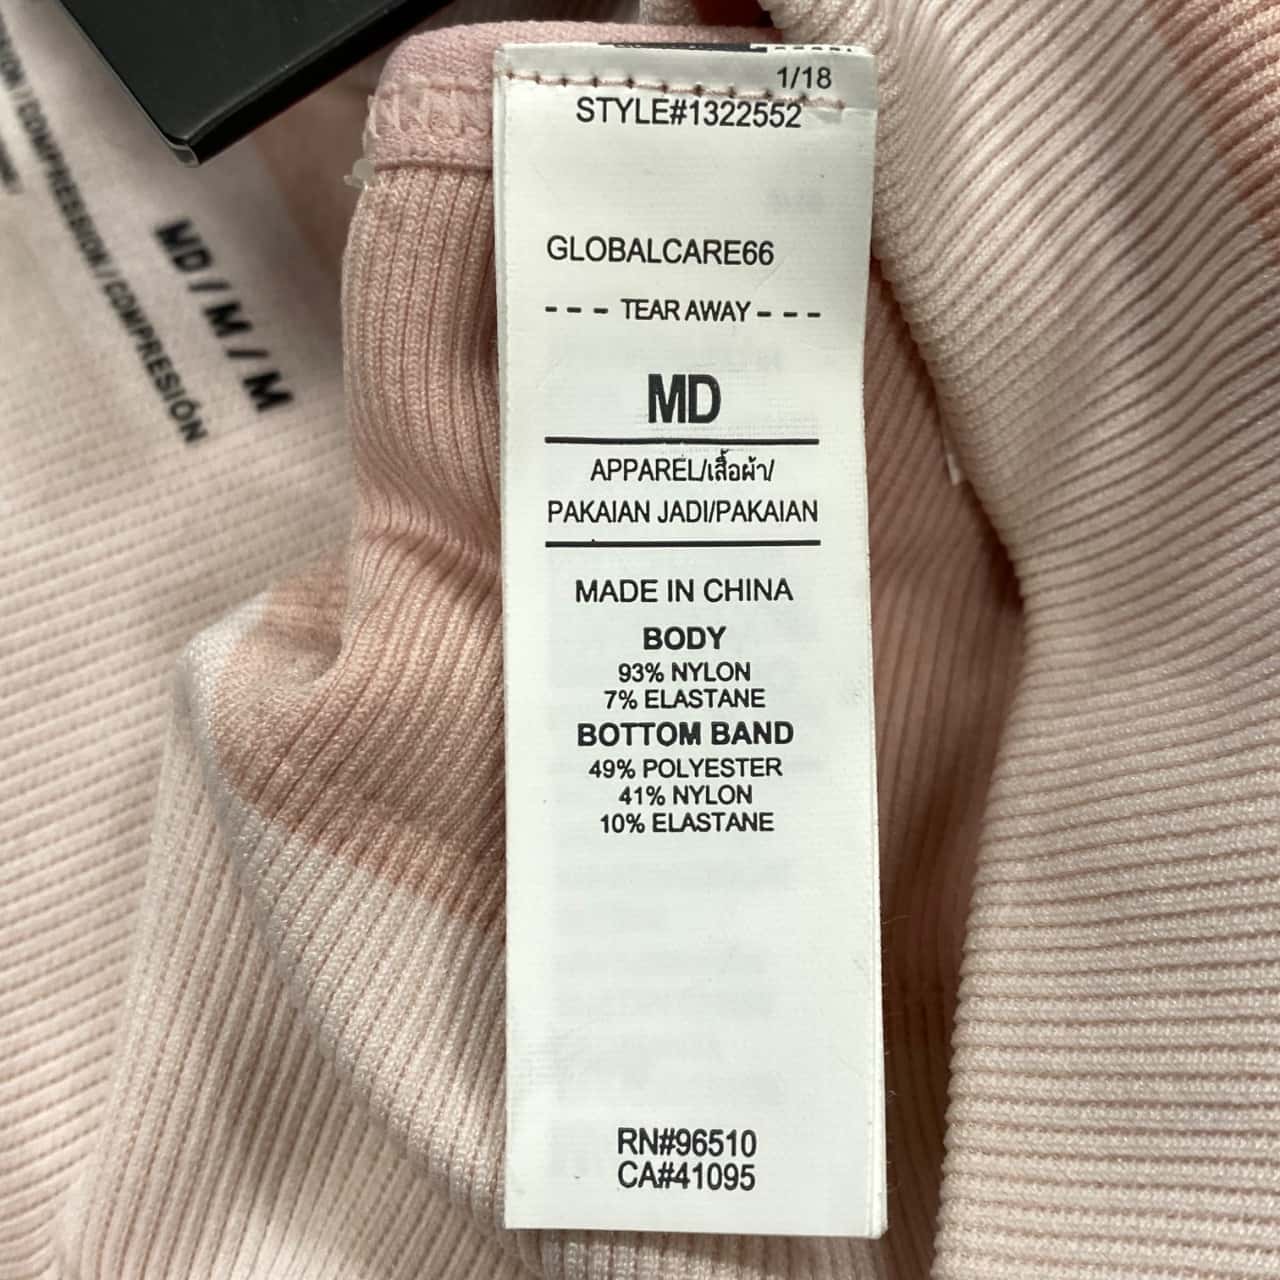 1/18
STYLE#1322552
GLOBALCARE66
--- TEAR AWAY ---
MD
APPAREL/เสื้อผ้า/
PAKAIAN JADI/PAKAIAN
MADE IN CHINA
BODY
93% NYLON
7% ELASTANE
BOTTOM BAND
49% POLYESTER
41% NYLON
10% ELASTANE
RN#96510
CA#41095
MD / M / M
COMPRESSION / COMPRESIÓN